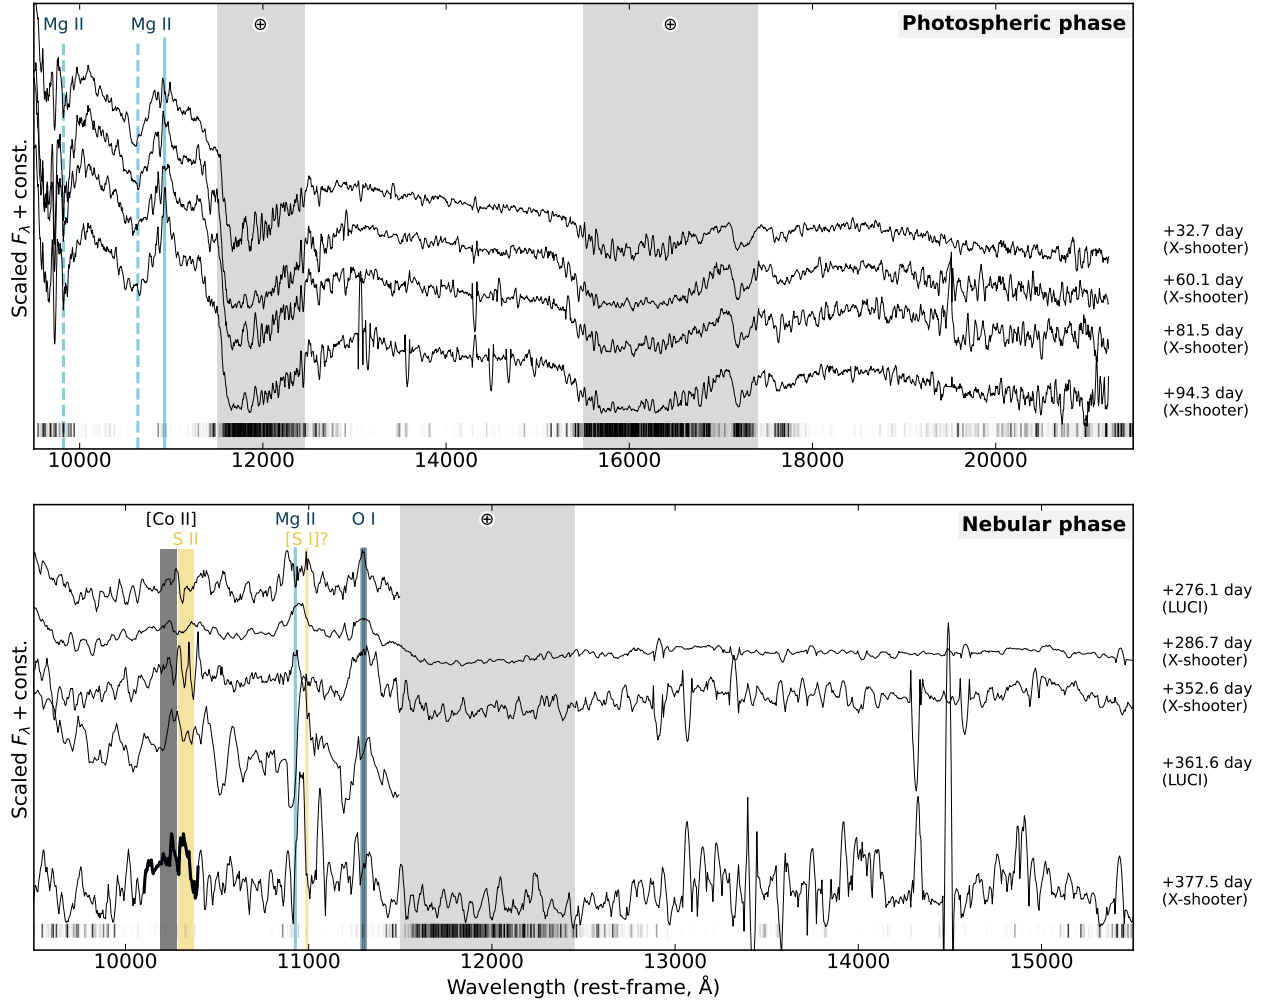 Mg II Mg II ⊕ ⊕ Photospheric phase
Scaled Fλ + const.
+32.7 day
(X-shooter)
+60.1 day
(X-shooter)
+81.5 day
(X-shooter)
+94.3 day
(X-shooter)
10000 12000 14000 16000 18000 20000
[Co II] Mg II O I ⊕ Nebular phase
S II [S I]?
Scaled Fλ + const.
+276.1 day
(LUCI)
+286.7 day
(X-shooter)
+352.6 day
(X-shooter)
+361.6 day
(LUCI)
+377.5 day
(X-shooter)
10000 11000 12000 13000 14000 15000
Wavelength (rest-frame, Å)